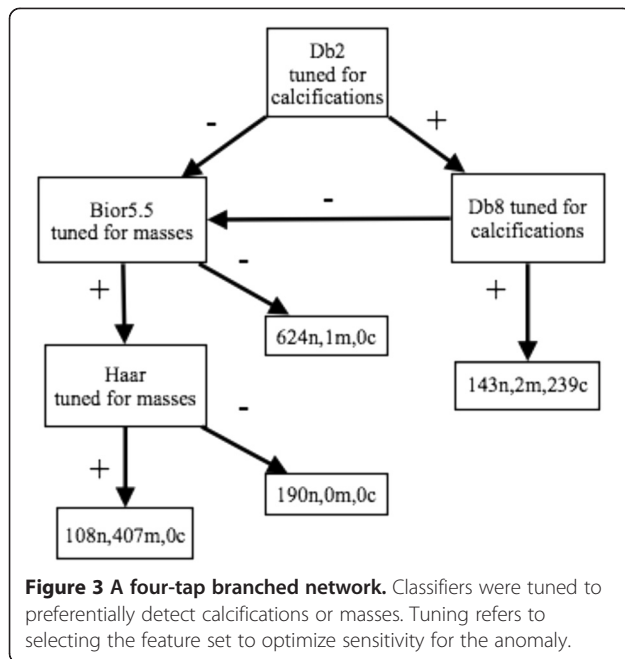 Db2
tuned for
calcifications
-
+
Bior5.5
tuned for masses
-
Db8 tuned for
calcifications
+
-
+
624n,1m,0c
143n,2m,239c
Haar
tuned for masses
-
+
190n,0m,0c
108n,407m,0c
Figure 3 A four-tap branched network. Classifiers were tuned to
preferentially detect calcifications or masses. Tuning refers to
selecting the feature set to optimize sensitivity for the anomaly.